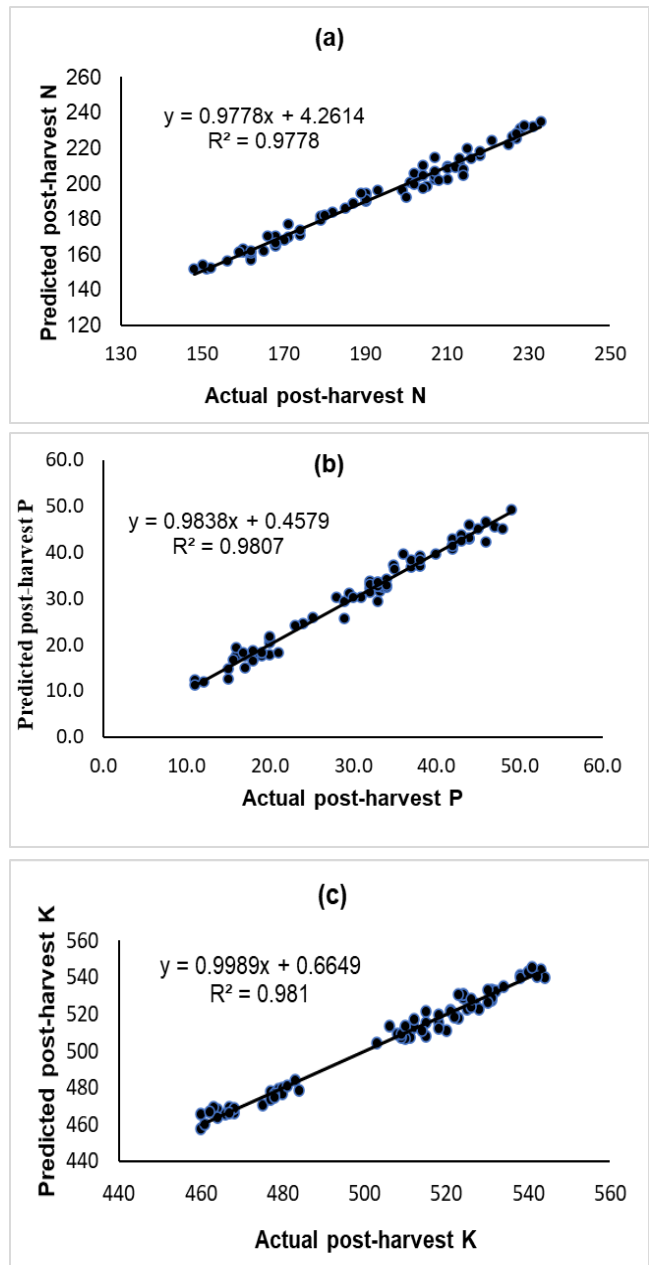 (a)
260
240
220
200
180
160
140
120
y = 0.9778x + 4.2614
R² = 0.9778
Predicted post-harvest N
130 150 170 190 210 230 250
Actual post-harvest N
(b)
60.0
50.0
40.0
30.0
20.0
10.0
0.0
y = 0.9838x + 0.4579
R² = 0.9807
Predicted post-harvest P
0.0 10.0 20.0 30.0 40.0 50.0 60.0
Actual post-harvest P
(c)
560
540
520
500
480
460
440
y = 0.9989x + 0.6649
R² = 0.981
Predicted post-harvest K
440 460 480 500 520 540 560
Actual post-harvest K